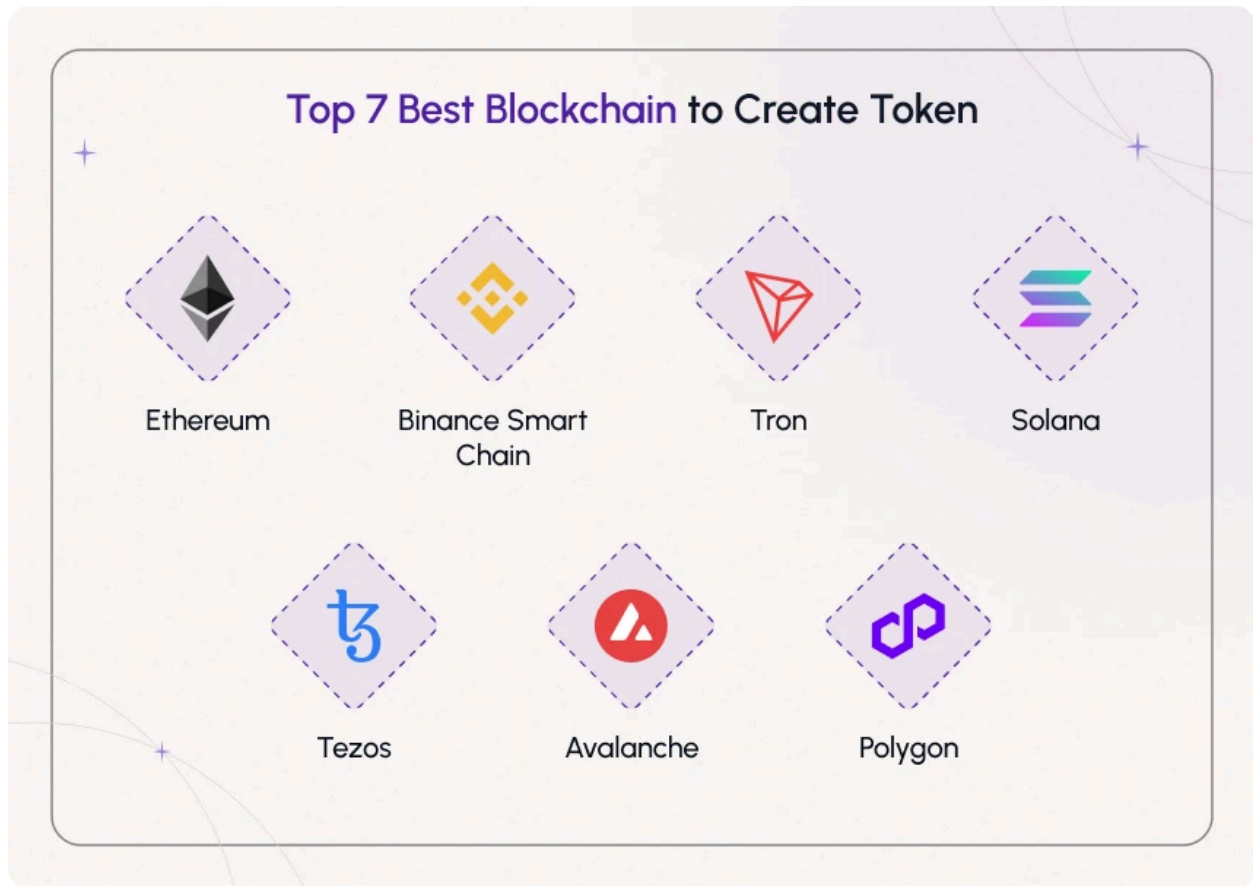 Top 7 Best Blockchain to Create Token
Ethereum
Binance Smart
Chain
Tron
Solana
Tezos
Avalanche
Polygon